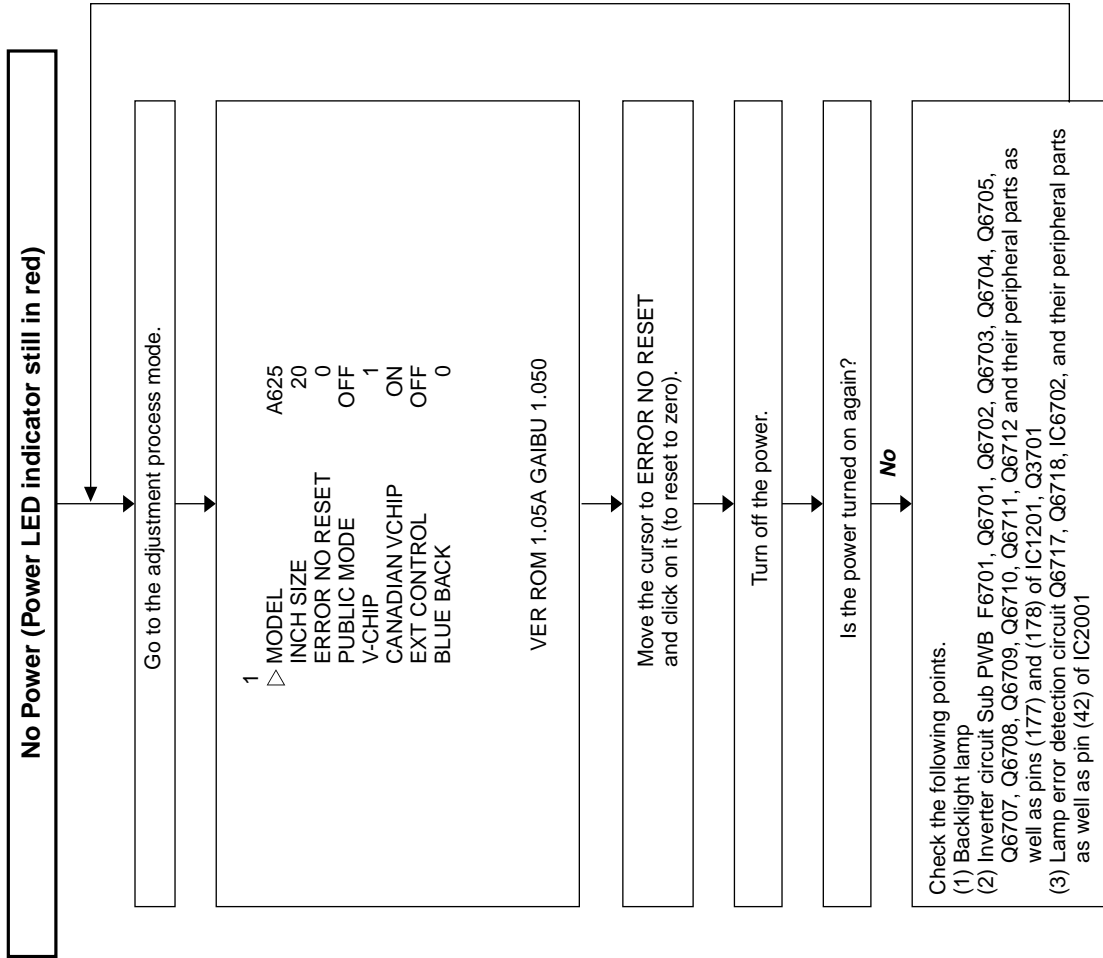 No Power (Power LED indicator still in red)
Go to the adjustment process mode.
1
▷ MODEL A625
INCH SIZE 20
ERROR NO RESET 0
PUBLIC MODE OFF
V-CHIP 1
CANADIAN VCHIP ON
EXT CONTROL OFF
BLUE BACK 0
VER ROM 1.05A GAIBU 1.050
Move the cursor to ERROR NO RESET
and click on it (to reset to zero).
Turn off the power.
Is the power turned on again?
No
Check the following points.
(1) Backlight lamp
(2) Inverter circuit Sub PWB F6701, Q6701, Q6702, Q6703, Q6704, Q6705,
Q6707, Q6708, Q6709, Q6710, Q6711, Q6712 and their peripheral parts as
well as pins (177) and (178) of IC1201, Q3701
(3) Lamp error detection circuit Q6717, Q6718, IC6702, and their peripheral parts
as well as pin (42) of IC2001